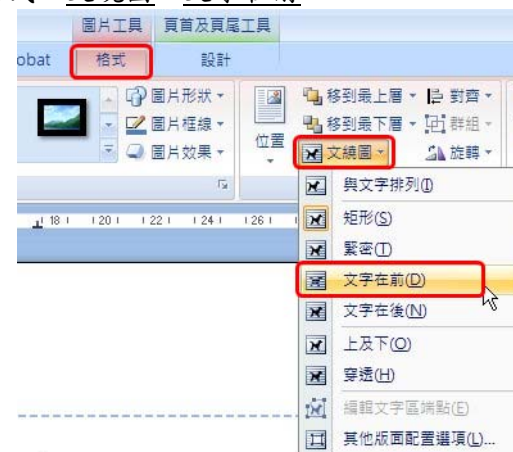 圖片工具 頁首及頁尾工具
obat 格式 設計
圖片形狀
圖片框線
圖片效果
位置
移到最上層 對齊
移到最下層 群組
文繞圖 旋轉
與文字排列(I)
18 120 122 124 126
矩形(S)
緊密(T)
文字在前(D)
文字在後(N)
上及下(O)
穿透(H)
編輯文字區端點(E)
其他版面配置選項(L)...